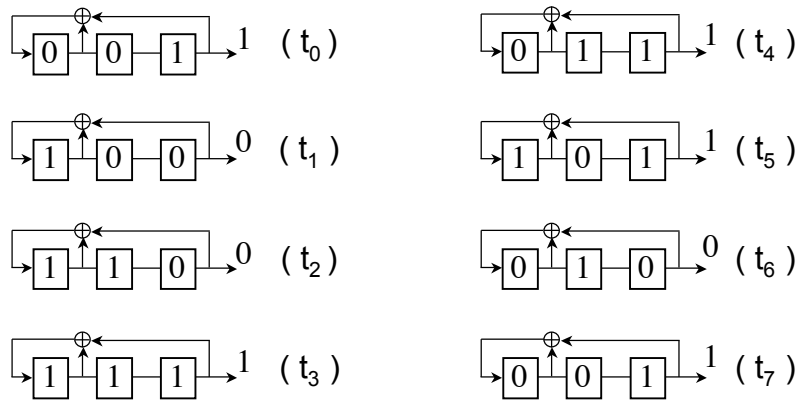 0 0 1 1 ( t0 )
1 0 0 0 ( t1 )
1 1 0 0 ( t2 )
1 1 1 1 ( t3 )
0 1 1 1 ( t4 )
1 0 1 1 ( t5 )
0 1 0 0 ( t6 )
0 0 1 1 ( t7 )